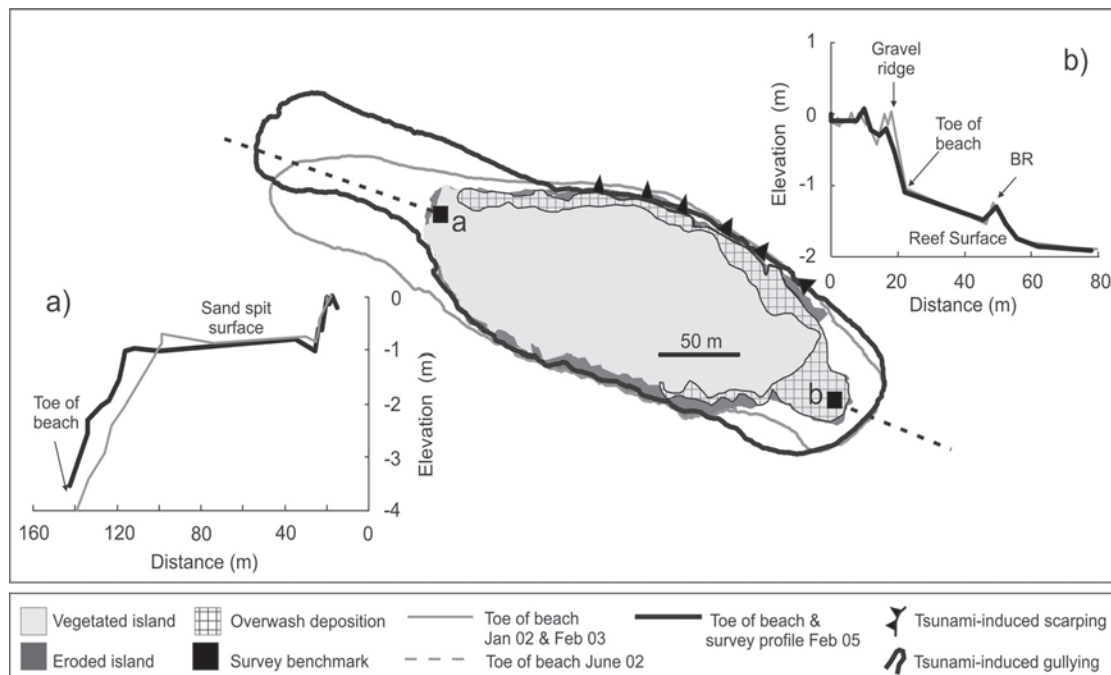 1
Gravel
ridge
b)
0
Toe of
beach
BR
Elevation (m)
-1
Reef Surface
-2
0
20
40
60
80
Distance (m)
a
50 m
b
a)
Sand spit
surface
0
-1
Toe of
beach
-2
Elevation (m)
-3
-4
160
120
80
40
0
Distance (m)
Vegetated island
Overwash deposition
Toe of beach
Jan 02 & Feb 03
Toe of beach &
survey profile Feb 05
Tsunami-induced scarping
Eroded island
Survey benchmark
Toe of beach June 02
Tsunami-induced gullying